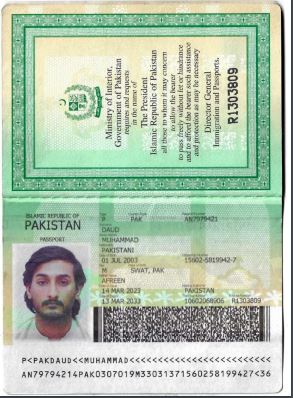 Ministry of Interior,
Government of Pakistan
requires and requests
in the name of
The President
Islamic Republic of Pakistan
all those to whom it may concern
to allow the bearer
to pass freely without let or hindrance
and to afford the bearer such assistance
and protection as may be necessary
Director General
Immigration and Passports.
R1303809
ISLAMIC REPUBLIC OF
PAKISTAN
PASSPORT
P PAK AN7979421
DAUD
MUHAMMAD
PAKISTANI
01 JUL 2003 15602-5819942-7
M SWAT, PAK
AFREEN
14 MAR 2023
13 MAR 2033 10602068906 R1303809
P<PAKDAUD<<MUHAMMAD<<<<<<<<<<<<<<<<<<<<<<<<<
AN79794214PAK0307019M33031371560258199427<36